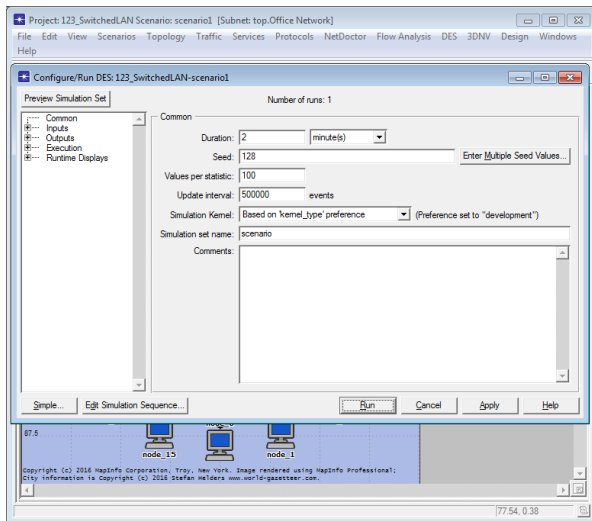 Project: 123_SwitchedLAN Scenario: scenario1 [Subnet: top.Office Network]
File Edit View Scenarios Topology Traffic Services Protocols NetDoctor Flow Analysis DES 3DNV Design Windows
Help
Configure/Run DES: 123_SwitchedLAN-scenario1
Preview Simulation Set
Number of runs: 1
Common
Inputs
Outputs
Execution
Runtime Displays
Common
Duration: 2 minute(s)
Seed: 128 Enter Multiple Seed Values...
Values per statistic: 100
Update interval: 500000 events
Simulation Kernel: Based on 'kernel_type' preference (Preference set to "development")
Simulation set name: scenario
Comments:
Simple... Edit Simulation Sequence... Run Cancel Apply Help
87.5
node_15 node_1
Copyright (c) 2016 MapInfo Corporation, Troy, New York. Image rendered using MapInfo Professional;
City information is Copyright (c) 2016 Stefan Helders www.world-gazetteer.com.
77.54, 0.38